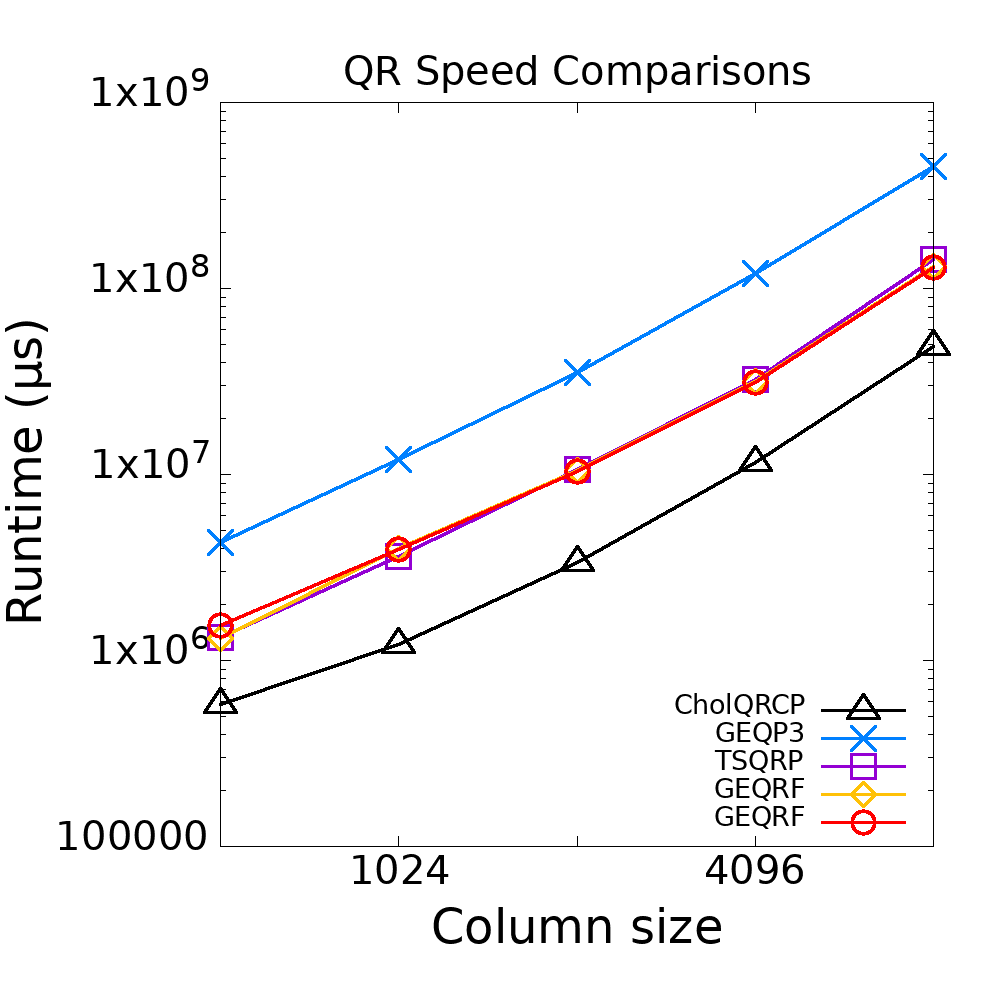 QR Speed Comparisons
1x10⁹
1x10⁸
1x10⁷
1x10⁶
100000
Runtime (µs)
CholQRCP
GEQP3
TSQRP
GEQRF
GEQRF
1024
4096
Column size